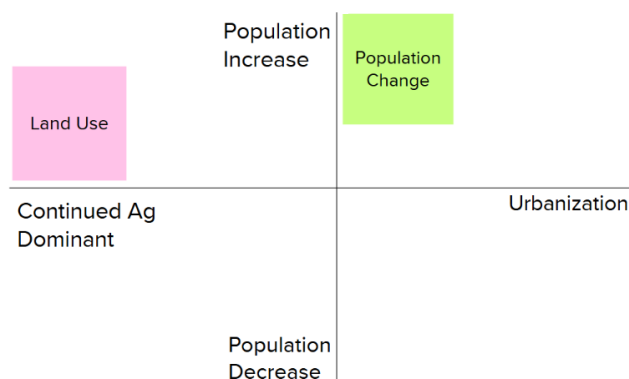 Population
Increase
Population
Change
Land Use
Continued Ag
Dominant
Urbanization
Population
Decrease